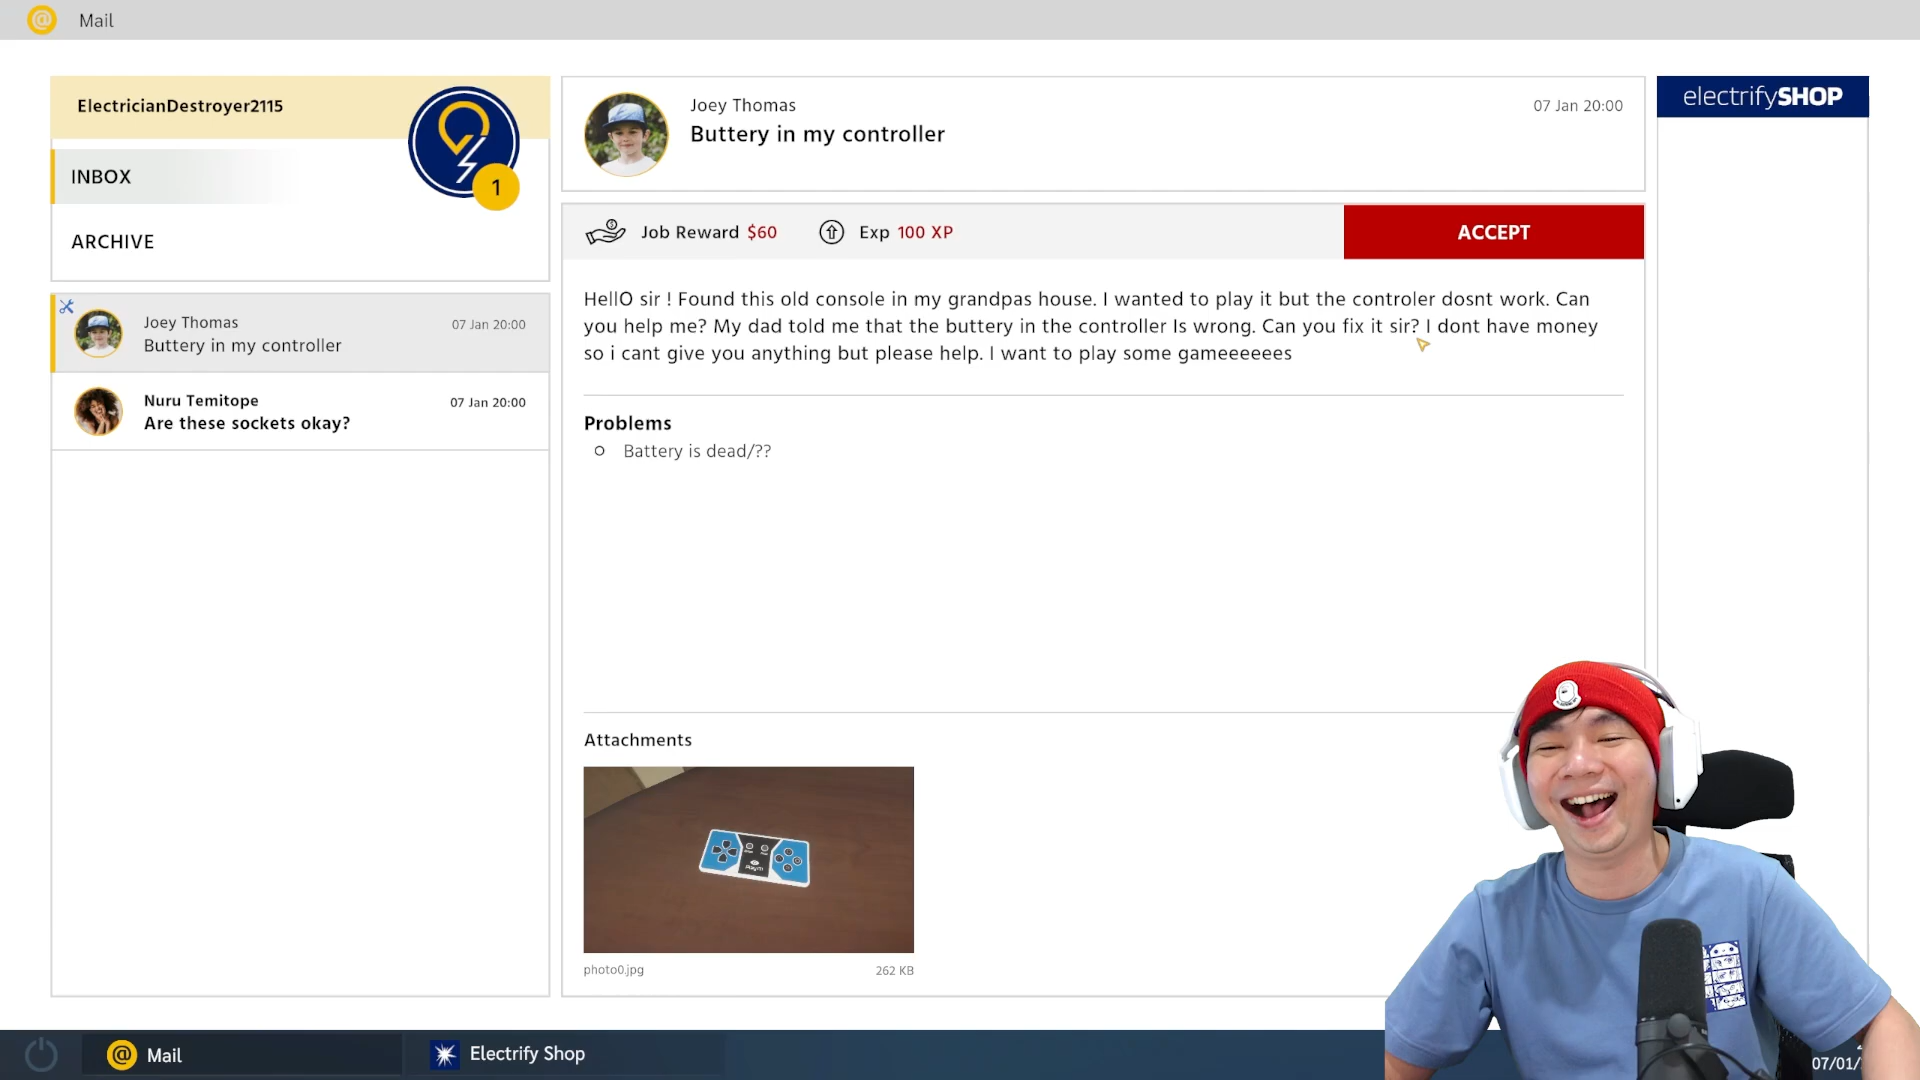 Mail
ElectricianDestroyer2115
1
INBOX
ARCHIVE
Joey Thomas
07 Jan 20:00
Buttery in my controller
Nuru Temitope
07 Jan 20:00
Are these sockets okay?
Joey Thomas
07 Jan 20:00
Buttery in my controller
electrifySHOP
Job Reward $60
Exp 100 XP
ACCEPT
HellO sir ! Found this old console in my grandpas house. I wanted to play it but the controler dosnt work. Can
you help me? My dad told me that the buttery in the controller Is wrong. Can you fix it sir? I dont have money
so i cant give you anything but please help. I want to play some gameeeeees
Problems
Battery is dead/??
Attachments
photo0.jpg
262 KB
Mail
Electrify Shop
07/01/